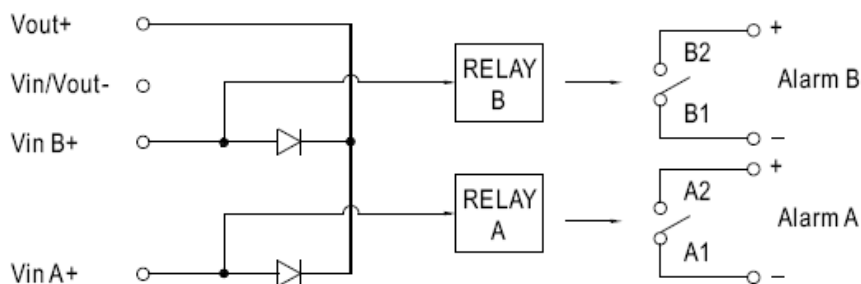 Vout+
Vin/Vout-
Vin B+
Vin A+
RELAY
B
RELAY
A
+
B2
B1
Alarm B
–
+
A2
A1
Alarm A
–